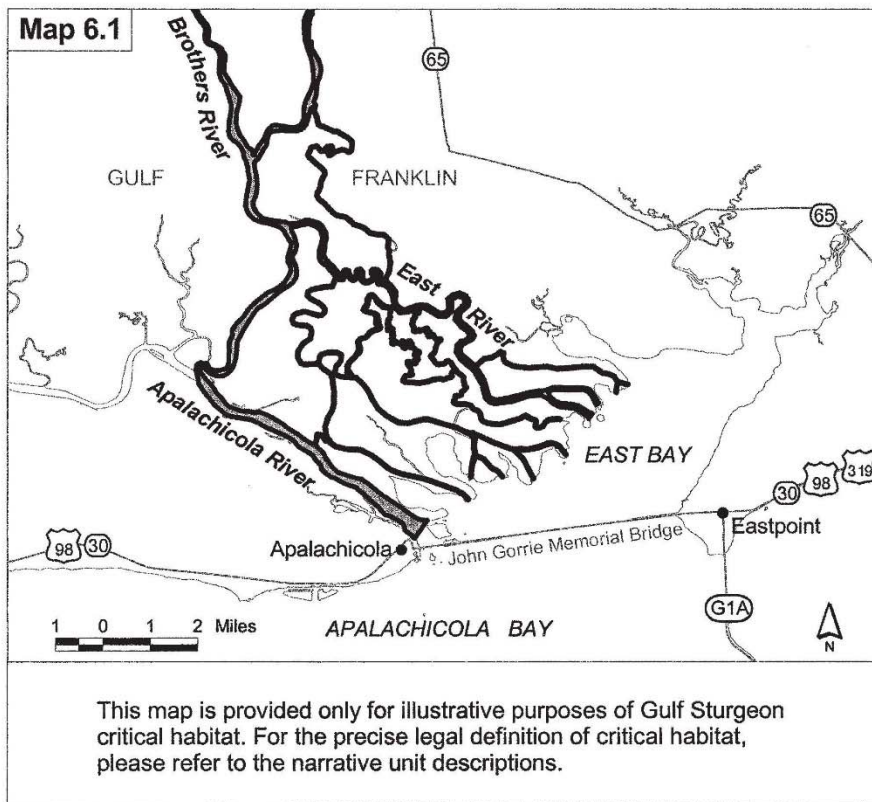 Map 6.1
Brothers River
65
GULF
FRANKLIN
65
East River
Apalachicola River
EAST BAY
98
30
Apalachicola
John Gorrie Memorial Bridge
Eastpoint
30
98
319
G1A
1 0 1 2 Miles
APALACHICOLA BAY
N
This map is provided only for illustrative purposes of Gulf Sturgeon
critical habitat. For the precise legal definition of critical habitat,
please refer to the narrative unit descriptions.